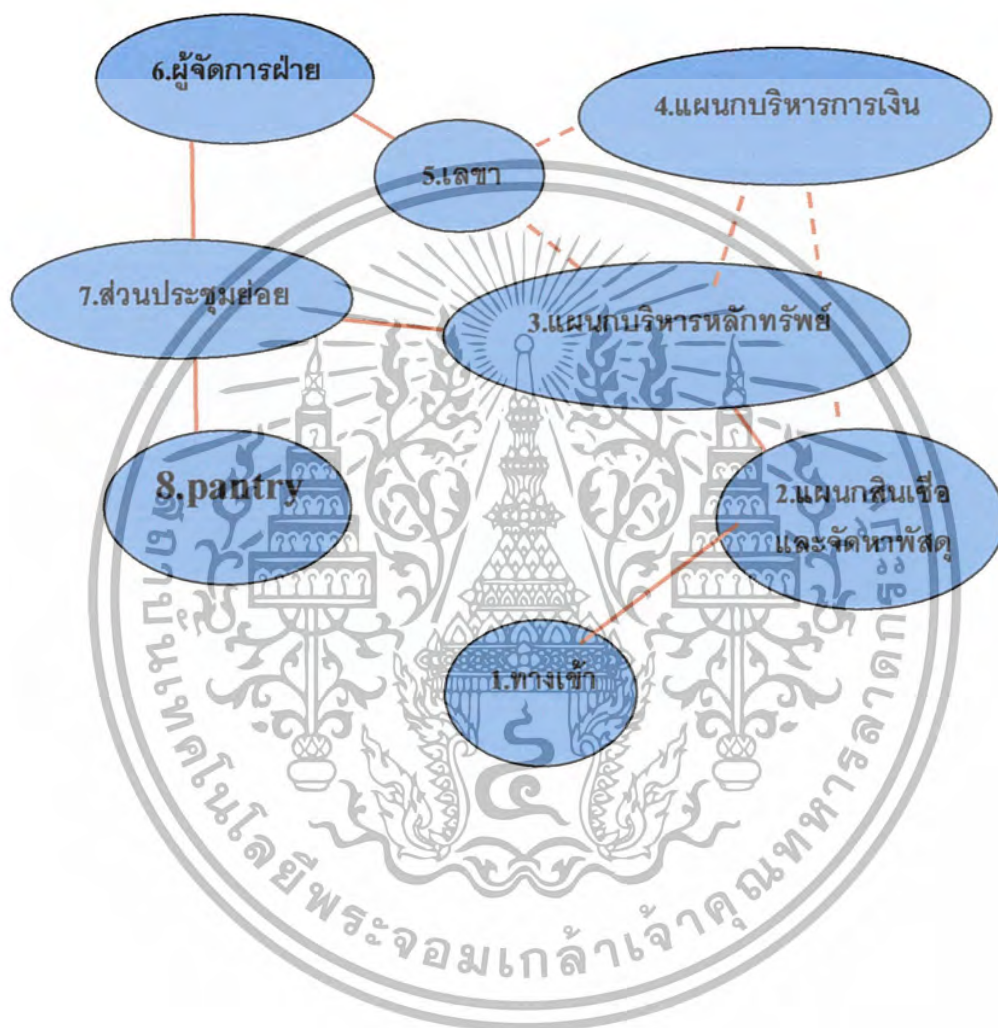 6.ผู้จัดการฝ่าย
4.แผนกบริหารการเงิน
5.เลขา
7.ส่วนประชุมย่อย
3.แผนกบริหารหลักทรัพย์
8.pantry
2.แผนกสินเชื่อ
และจัดหาพัสดุ
1.ทางเข้า
สถาบันเทคโนโลยีพระจอมเกล้าเจ้าคุณทหารลาดกระบัง